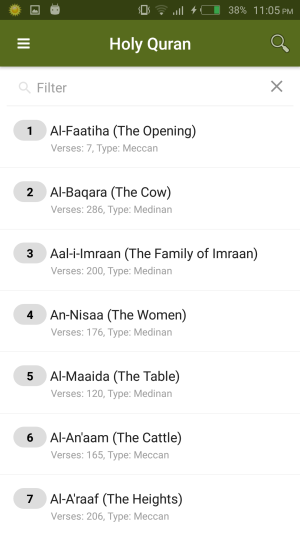 38% 11:05 PM
Holy Quran
Filter
1 Al-Faatiha (The Opening)
Verses: 7, Type: Meccan
2 Al-Baqara (The Cow)
Verses: 286, Type: Medinan
3 Aal-i-Imraan (The Family of Imraan)
Verses: 200, Type: Medinan
4 An-Nisaa (The Women)
Verses: 176, Type: Medinan
5 Al-Maaida (The Table)
Verses: 120, Type: Medinan
6 Al-An'aam (The Cattle)
Verses: 165, Type: Meccan
7 Al-A'raaf (The Heights)
Verses: 206, Type: Meccan